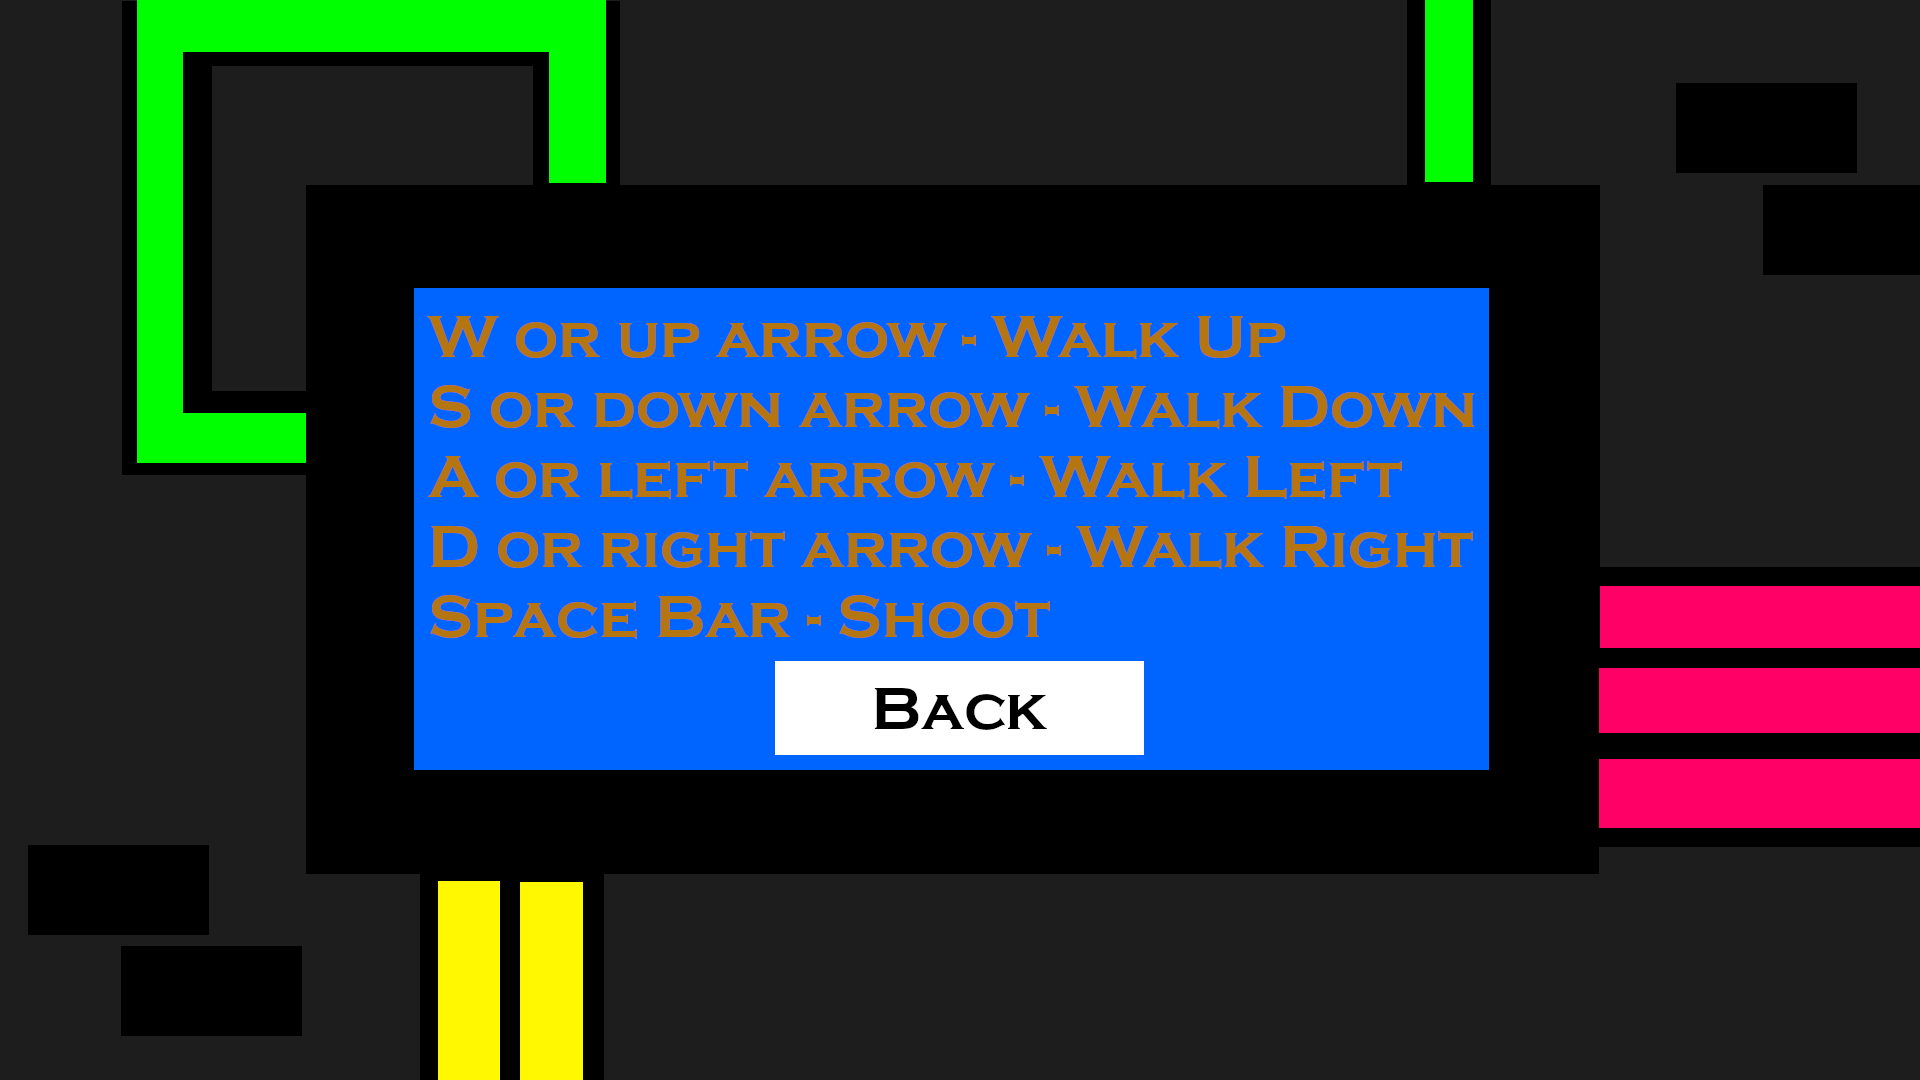 W or up arrow - Walk Up
S or down arrow - Walk Down
A or left arrow - Walk Left
D or right arrow - Walk Right
Space Bar - Shoot
Back